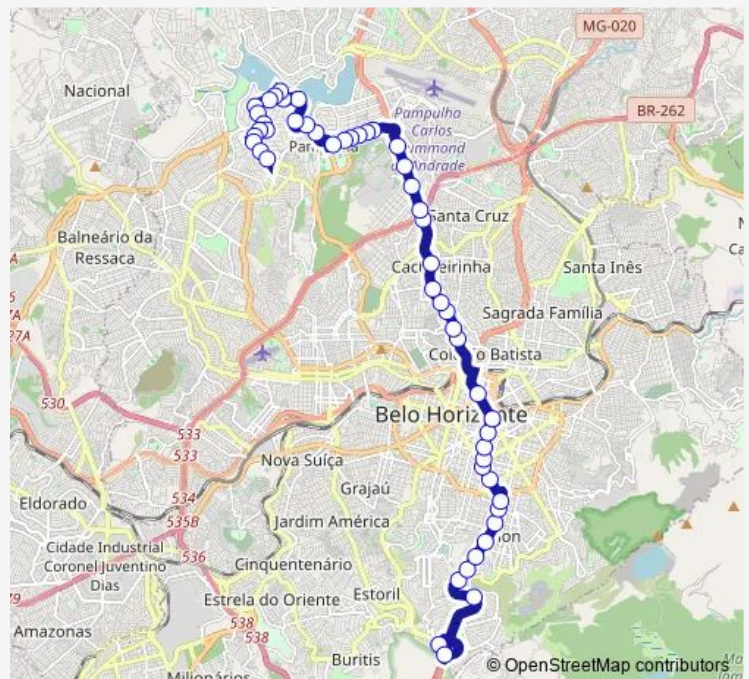 MG-020
Nacional
BR-262
Pampulha
Carlos
Drummond
Andrade
Santa Cruz
Balneário da
Ressaca
Santa Inês
Sagrada Família
Batista
530
Belo Horizonte
533
533
Nova Suíça
534
Grajaú
Eldorado
535B
Jardim América
Cidade Industrial
Coronel Juventino
Dias
536
Cinquentenário
Estrela do Oriente
Estoril
538
538
Amazonas
Buritis
Milionários
© OpenStreetMap contributors